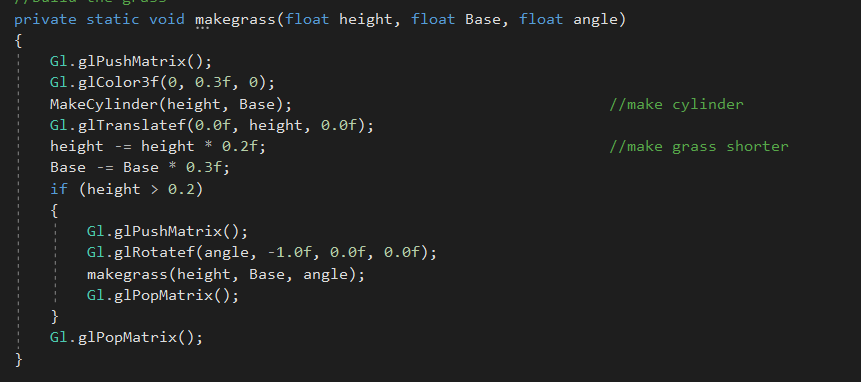 //build the grass
private static void makegrass(float height, float Base, float angle)
{
Gl.glPushMatrix();
Gl.glColor3f(0, 0.3f, 0);
MakeCylinder(height, Base); //make cylinder
Gl.glTranslatef(0.0f, height, 0.0f);
height -= height * 0.2f; //make grass shorter
Base -= Base * 0.3f;
if (height > 0.2)
{
Gl.glPushMatrix();
Gl.glRotatef(angle, -1.0f, 0.0f, 0.0f);
makegrass(height, Base, angle);
Gl.glPopMatrix();
}
Gl.glPopMatrix();
}